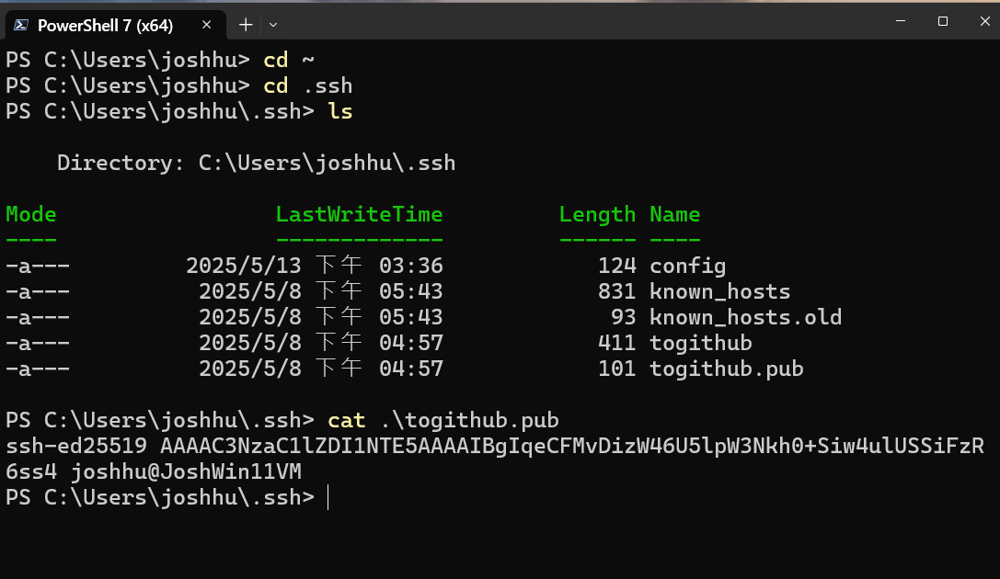 PowerShell 7 (x64)
PS C:\Users\joshhu> cd ~
PS C:\Users\joshhu> cd .ssh
PS C:\Users\joshhu\.ssh> ls
Directory: C:\Users\joshhu\.ssh
Mode LastWriteTime Length Name
---- ------------- ------ ----
-a--- 2025/5/13 下午 03:36 124 config
-a--- 2025/5/8 下午 05:43 831 known_hosts
-a--- 2025/5/8 下午 05:43 93 known_hosts.old
-a--- 2025/5/8 下午 04:57 411 togithub
-a--- 2025/5/8 下午 04:57 101 togithub.pub
PS C:\Users\joshhu\.ssh> cat .\togithub.pub
ssh-ed25519 AAAAC3NzaC1lZDI1NTE5AAAAIBgIqeCFMvDizW46U5lpW3Nkh0+Siw4ulUSSiFzR
6ss4 joshhu@JoshWin11VM
PS C:\Users\joshhu\.ssh>